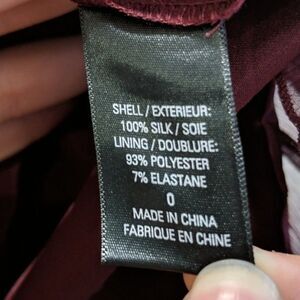 SHELL / EXTERIEUR:
100% SILK / SOIE
LINING / DOUBLURE:
93% POLYESTER
7% ELASTANE
0
MADE IN CHINA
FABRIQUE EN CHINE